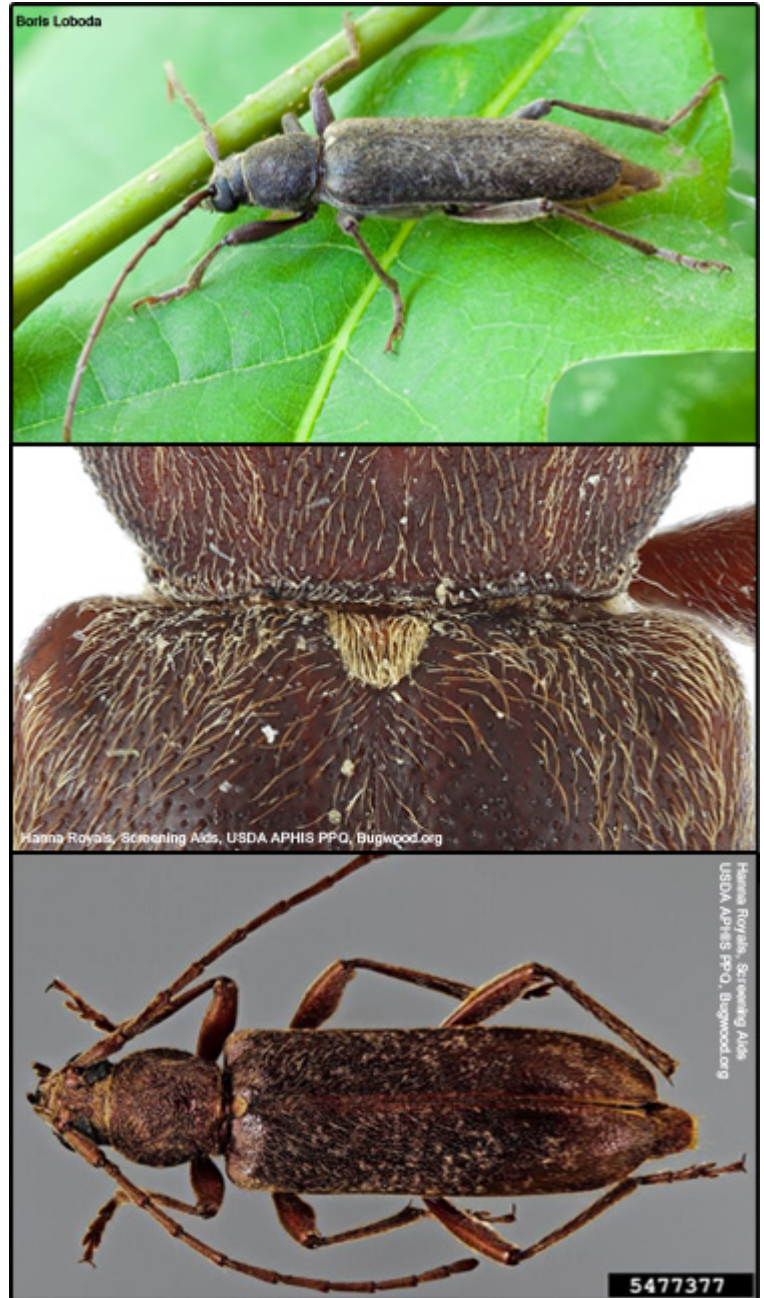 Boris Loboda
Hanna Royals, Screening Aids, USDA APHIS PPQ, Bugwood.org
Hanna Royals, Screening Aids
USDA APHIS PPQ, Bugwood.org
5477377